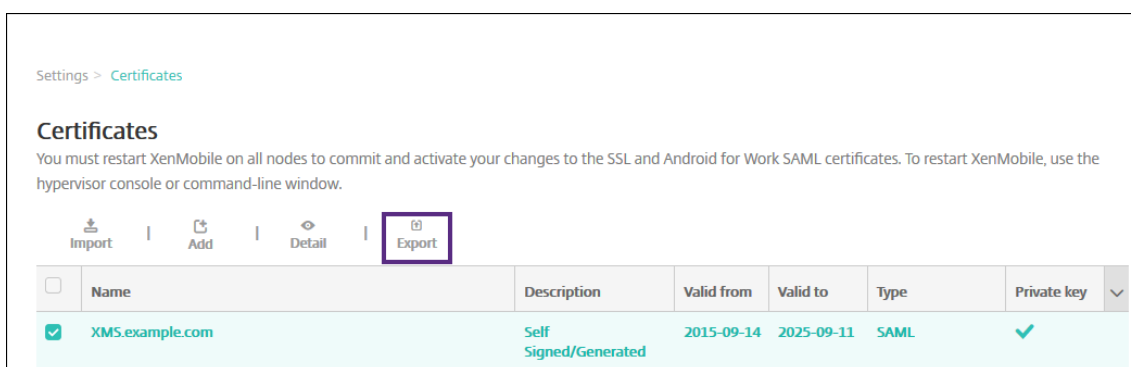 Settings > Certificates
Certificates
You must restart XenMobile on all nodes to commit and activate your changes to the SSL and Android for Work SAML certificates. To restart XenMobile, use the
hypervisor console or command-line window.
Import | Add | Detail | Export
Name Description Valid from Valid to Type Private key
XMS.example.com Self 2015-09-14 2025-09-11 SAML
Signed/Generated